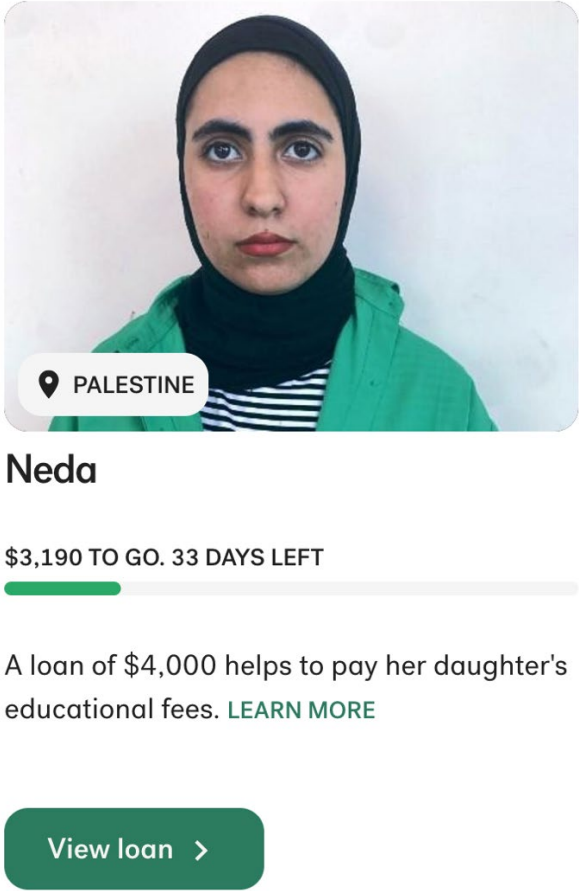 PALESTINE
Neda
$3,190 TO GO. 33 DAYS LEFT
A loan of $4,000 helps to pay her daughter's
educational fees. LEARN MORE
View loan